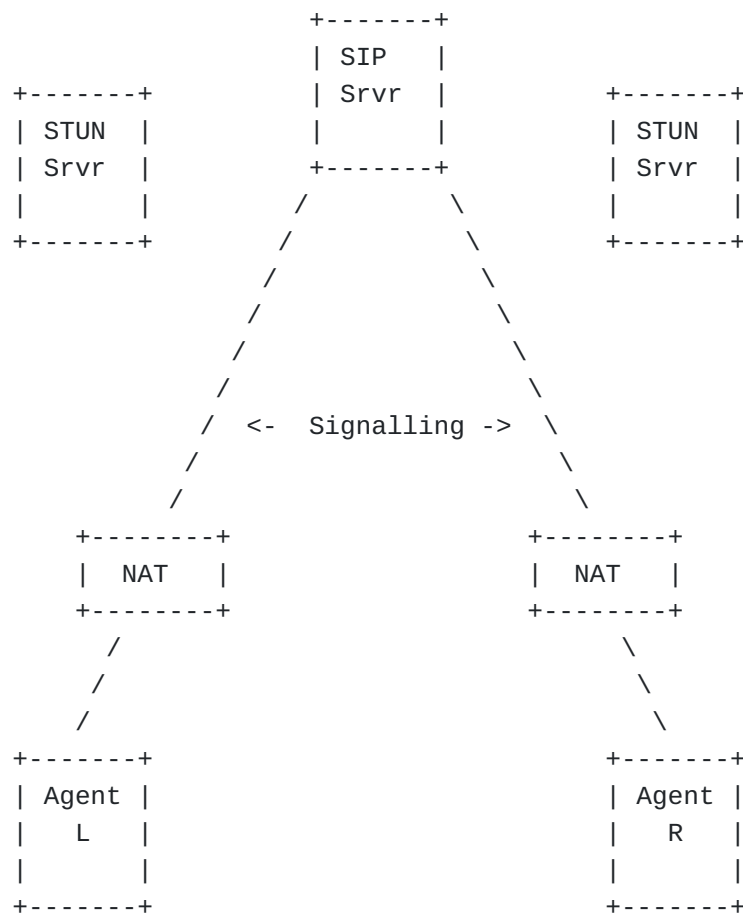 SIP
Srvr
STUN
Srvr
STUN
Srvr
<- Signalling ->
NAT
NAT
Agent
L
Agent
R